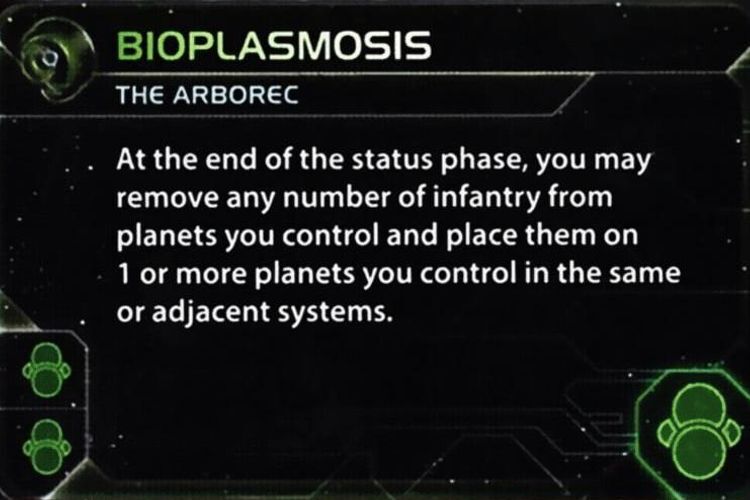 BIOPLASMOSIS
THE ARBOREC
At the end of the status phase, you may
remove any number of infantry from
planets you control and place them on
1 or more planets you control in the same
or adjacent systems.